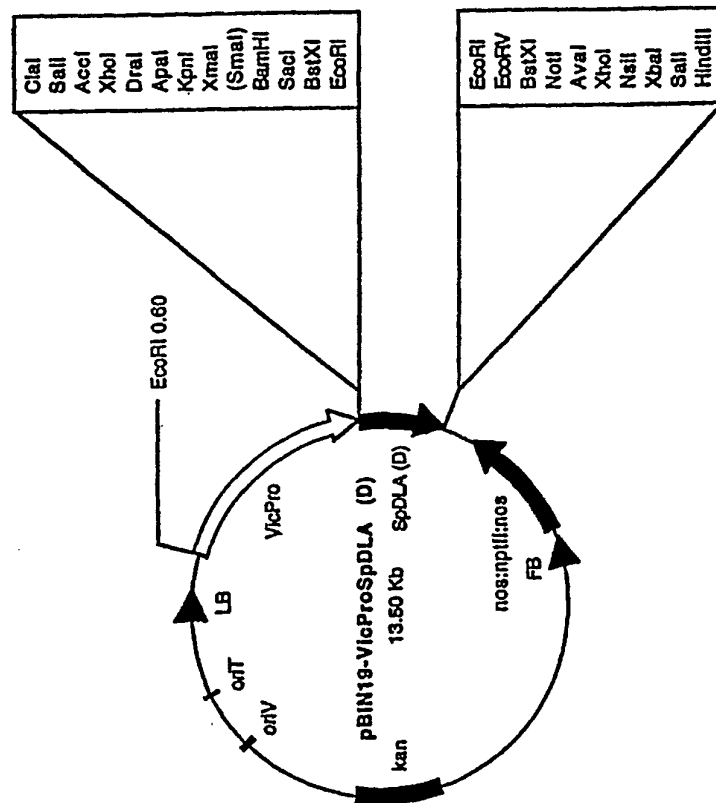 ClaI
SalI
AccI
XhoI
DraI
ApaI
KpnI
XmaI
(SmaI)
BamHI
SacI
BstXI
EcoRI
EcoRI
EcoRV
BstXI
NotI
AvaI
XhoI
NsiI
XbaI
SalI
HindIII
EcoRI 0.60
VicPro
SpDLA (D)
pBIN19-VicProSpDLA (D)
13.50 Kb
nos:nptII:nos
FB
LB
oriT
oriV
kan